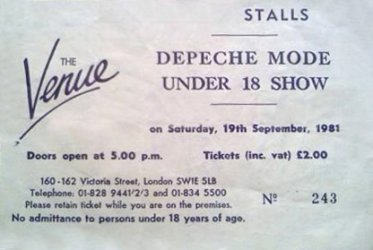 STALLS
THE
Venue
DEPECHE MODE
UNDER 18 SHOW
on Saturday, 19th September, 1981
Doors open at 5.00 p.m. Tickets (inc. vat) £2.00
160-162 Victoria Street, London SW1E 5LB
Telephone: 01-828 9441/2/3 and 01-834 5500
Please retain ticket while you are on the premises.
Nº 243
No admittance to persons under 18 years of age.